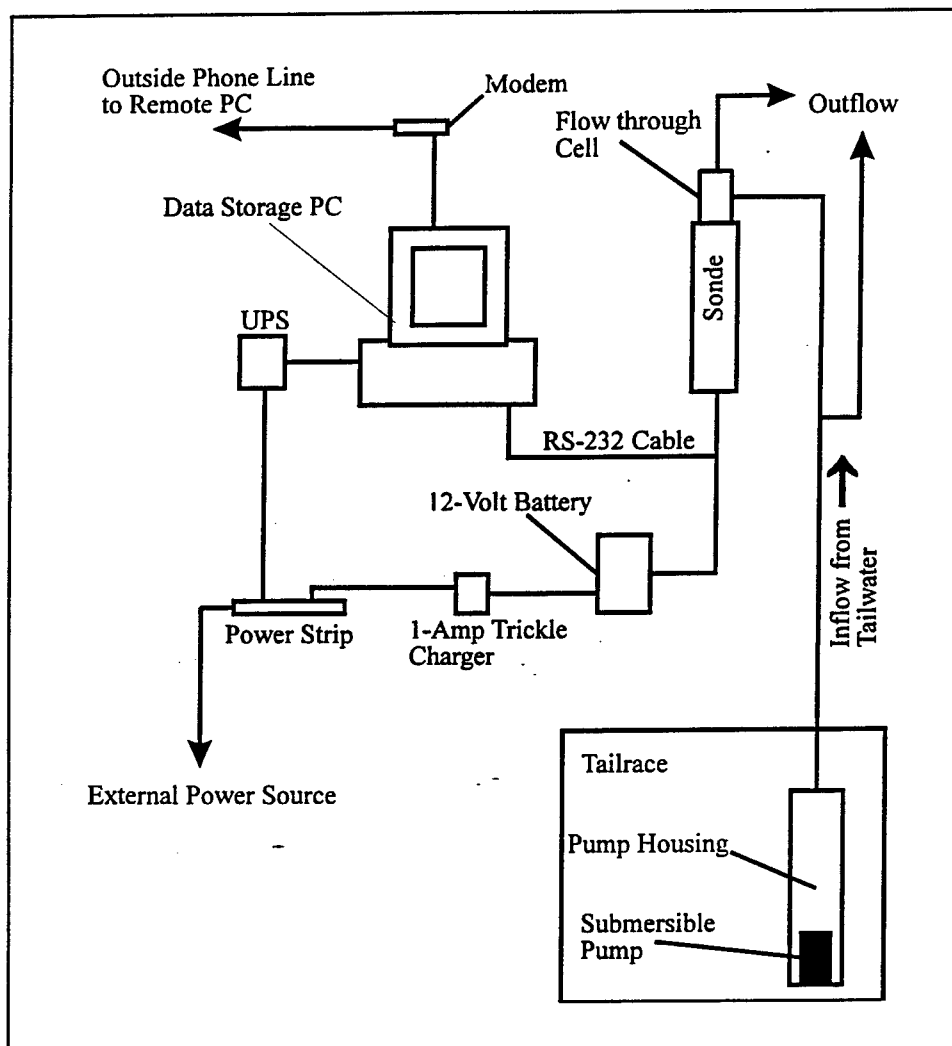 Outside Phone Line
to Remote PC
Modem
Outflow
Flow through
Cell
Data Storage PC
Sonde
UPS
RS-232 Cable
12-Volt Battery
Inflow from
Tailwater
Power Strip
1-Amp Trickle
Charger
Tailrace
External Power Source
Pump Housing
Submersible
Pump